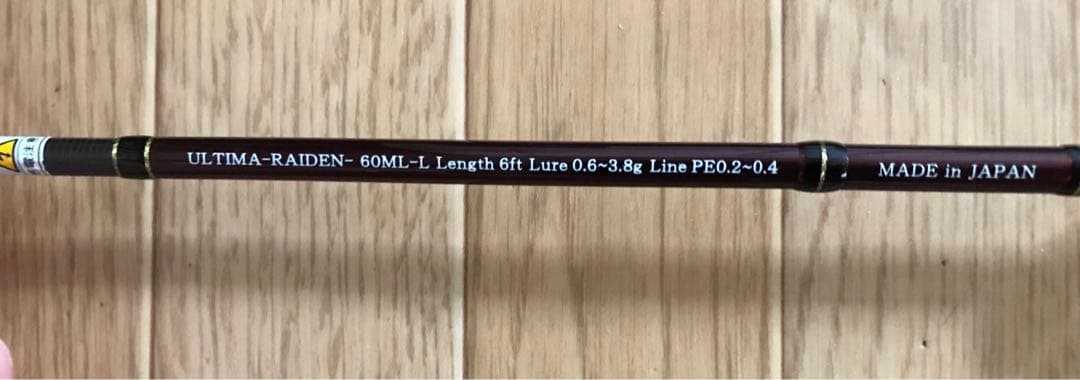 ULTIMA-RAIDEN- 60ML-L Length 6ft Lure 0.6~3.8g Line PE0.2~0.4
MADE in JAPAN